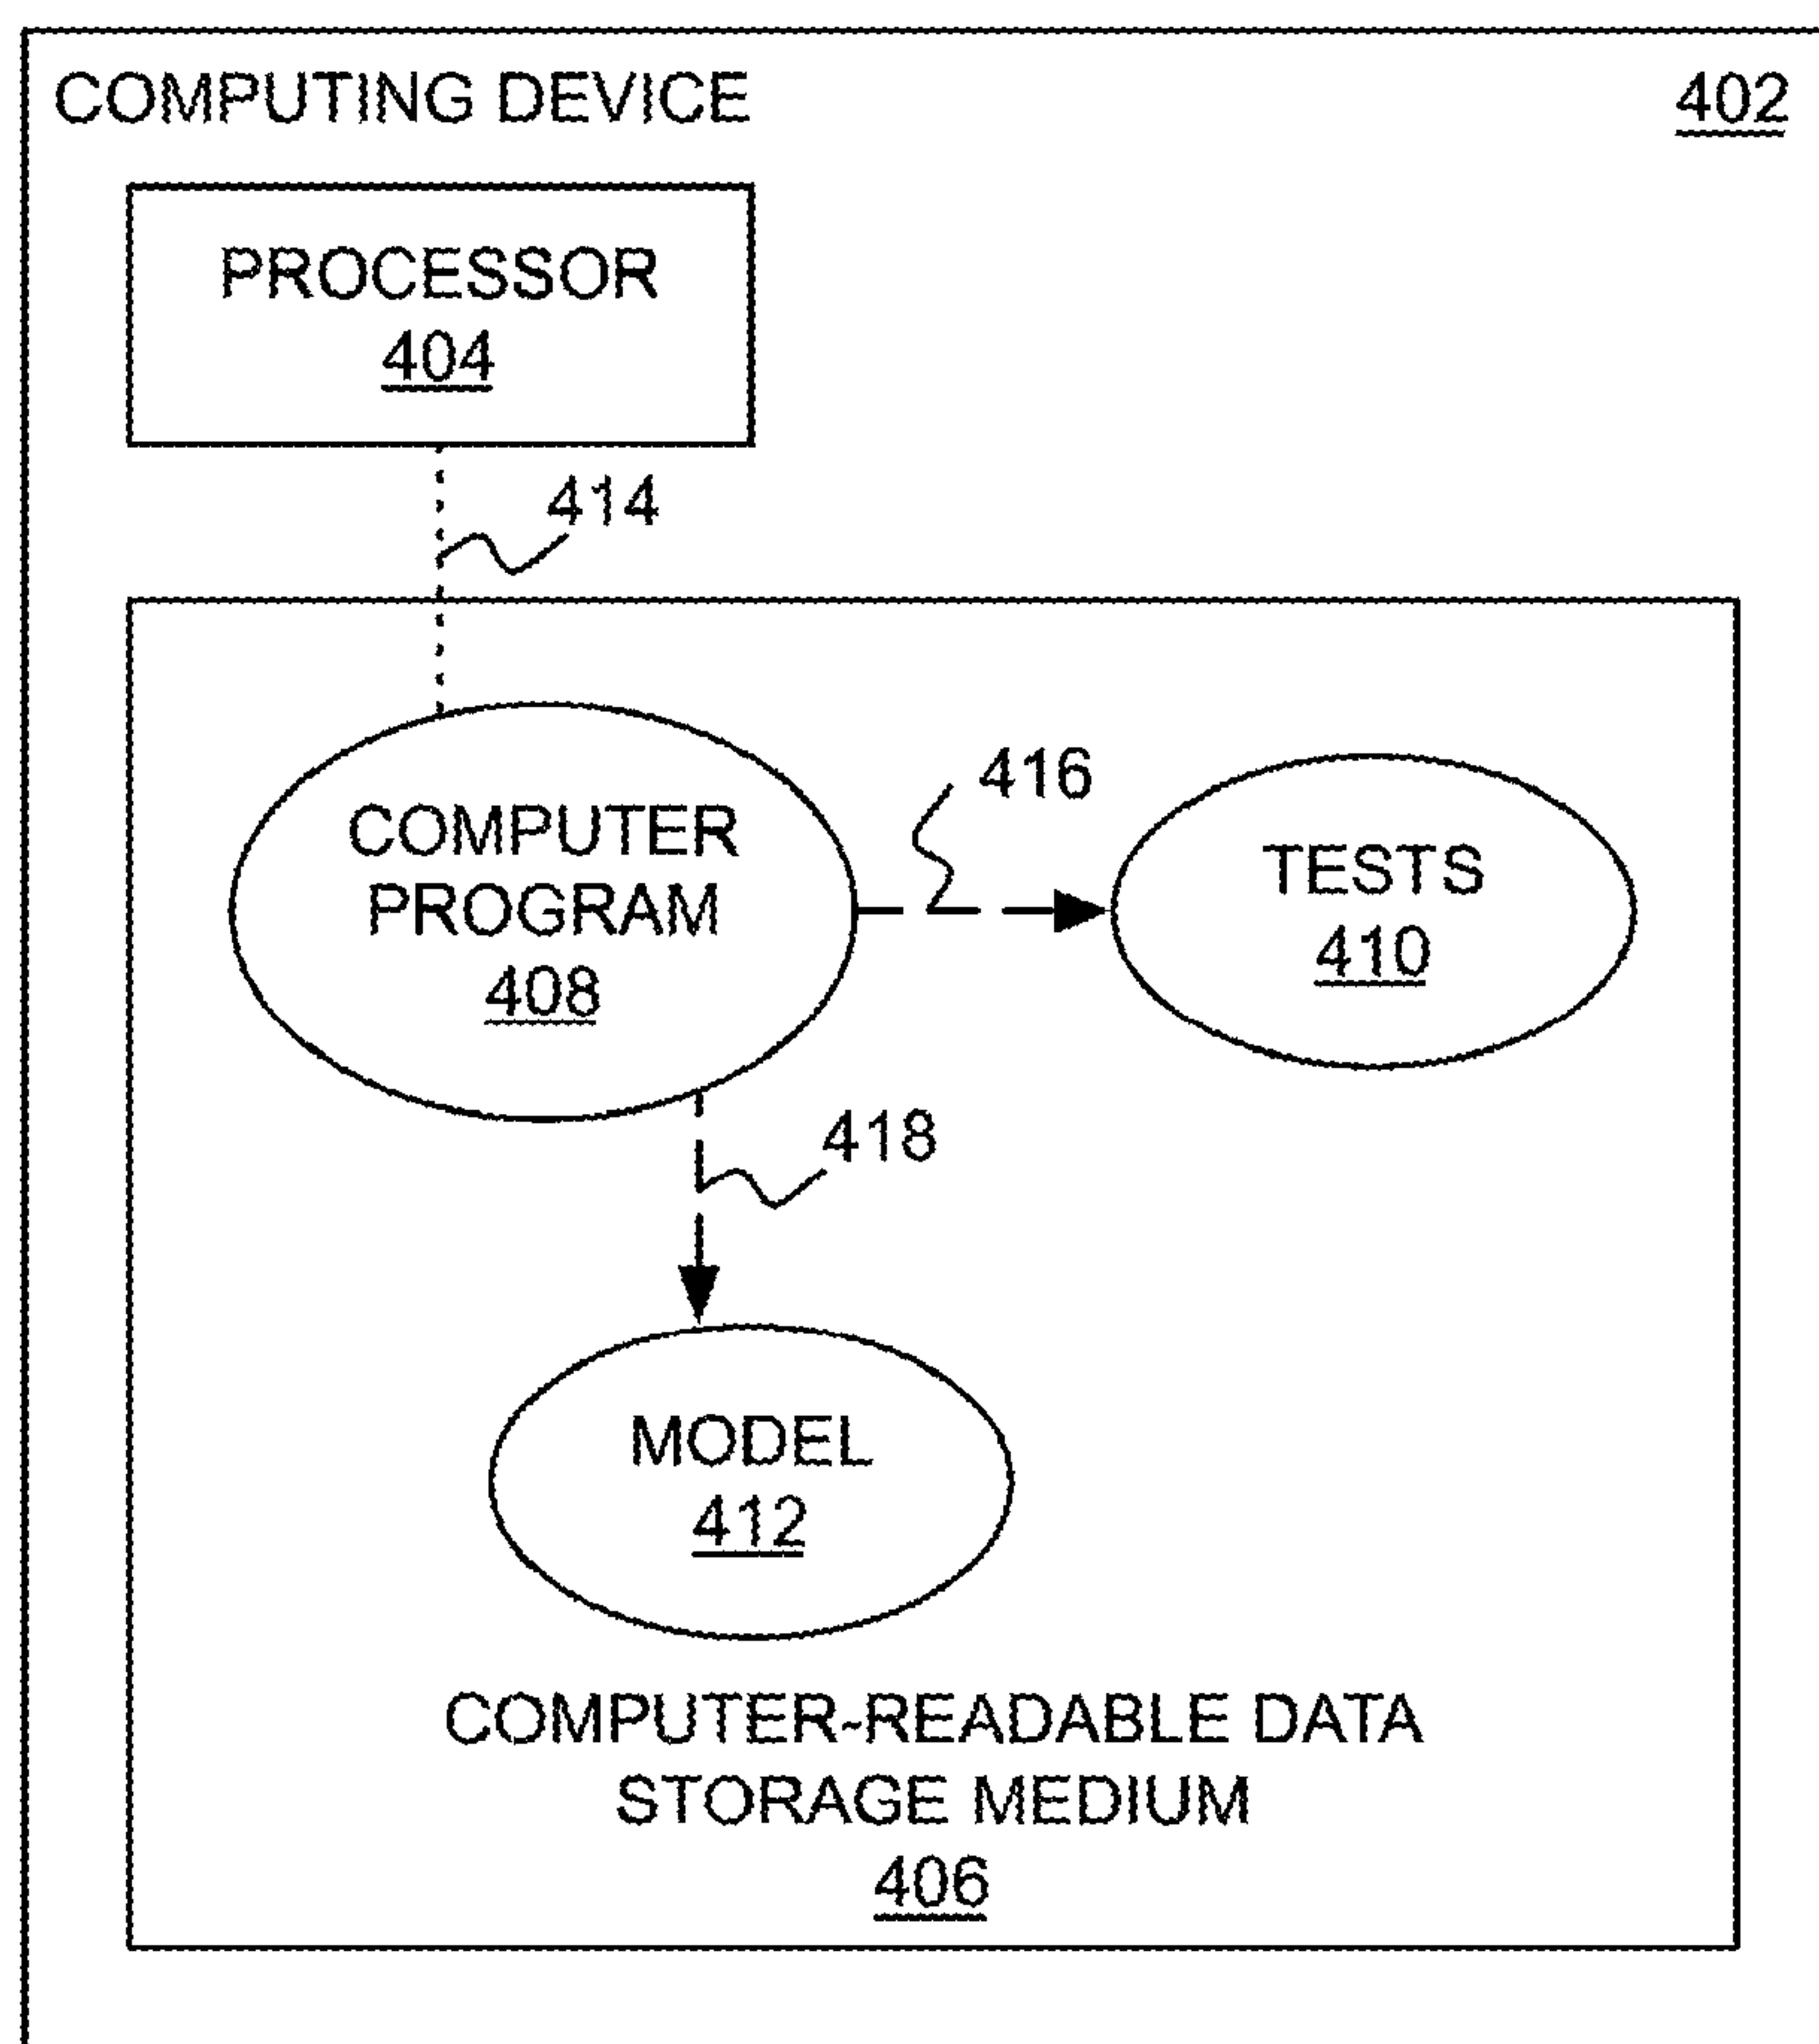 COMPUTING DEVICE 402
PROCESSOR
404
414
COMPUTER
PROGRAM
408
416
TESTS
410
418
MODEL
412
COMPUTER-READABLE DATA
STORAGE MEDIUM
406